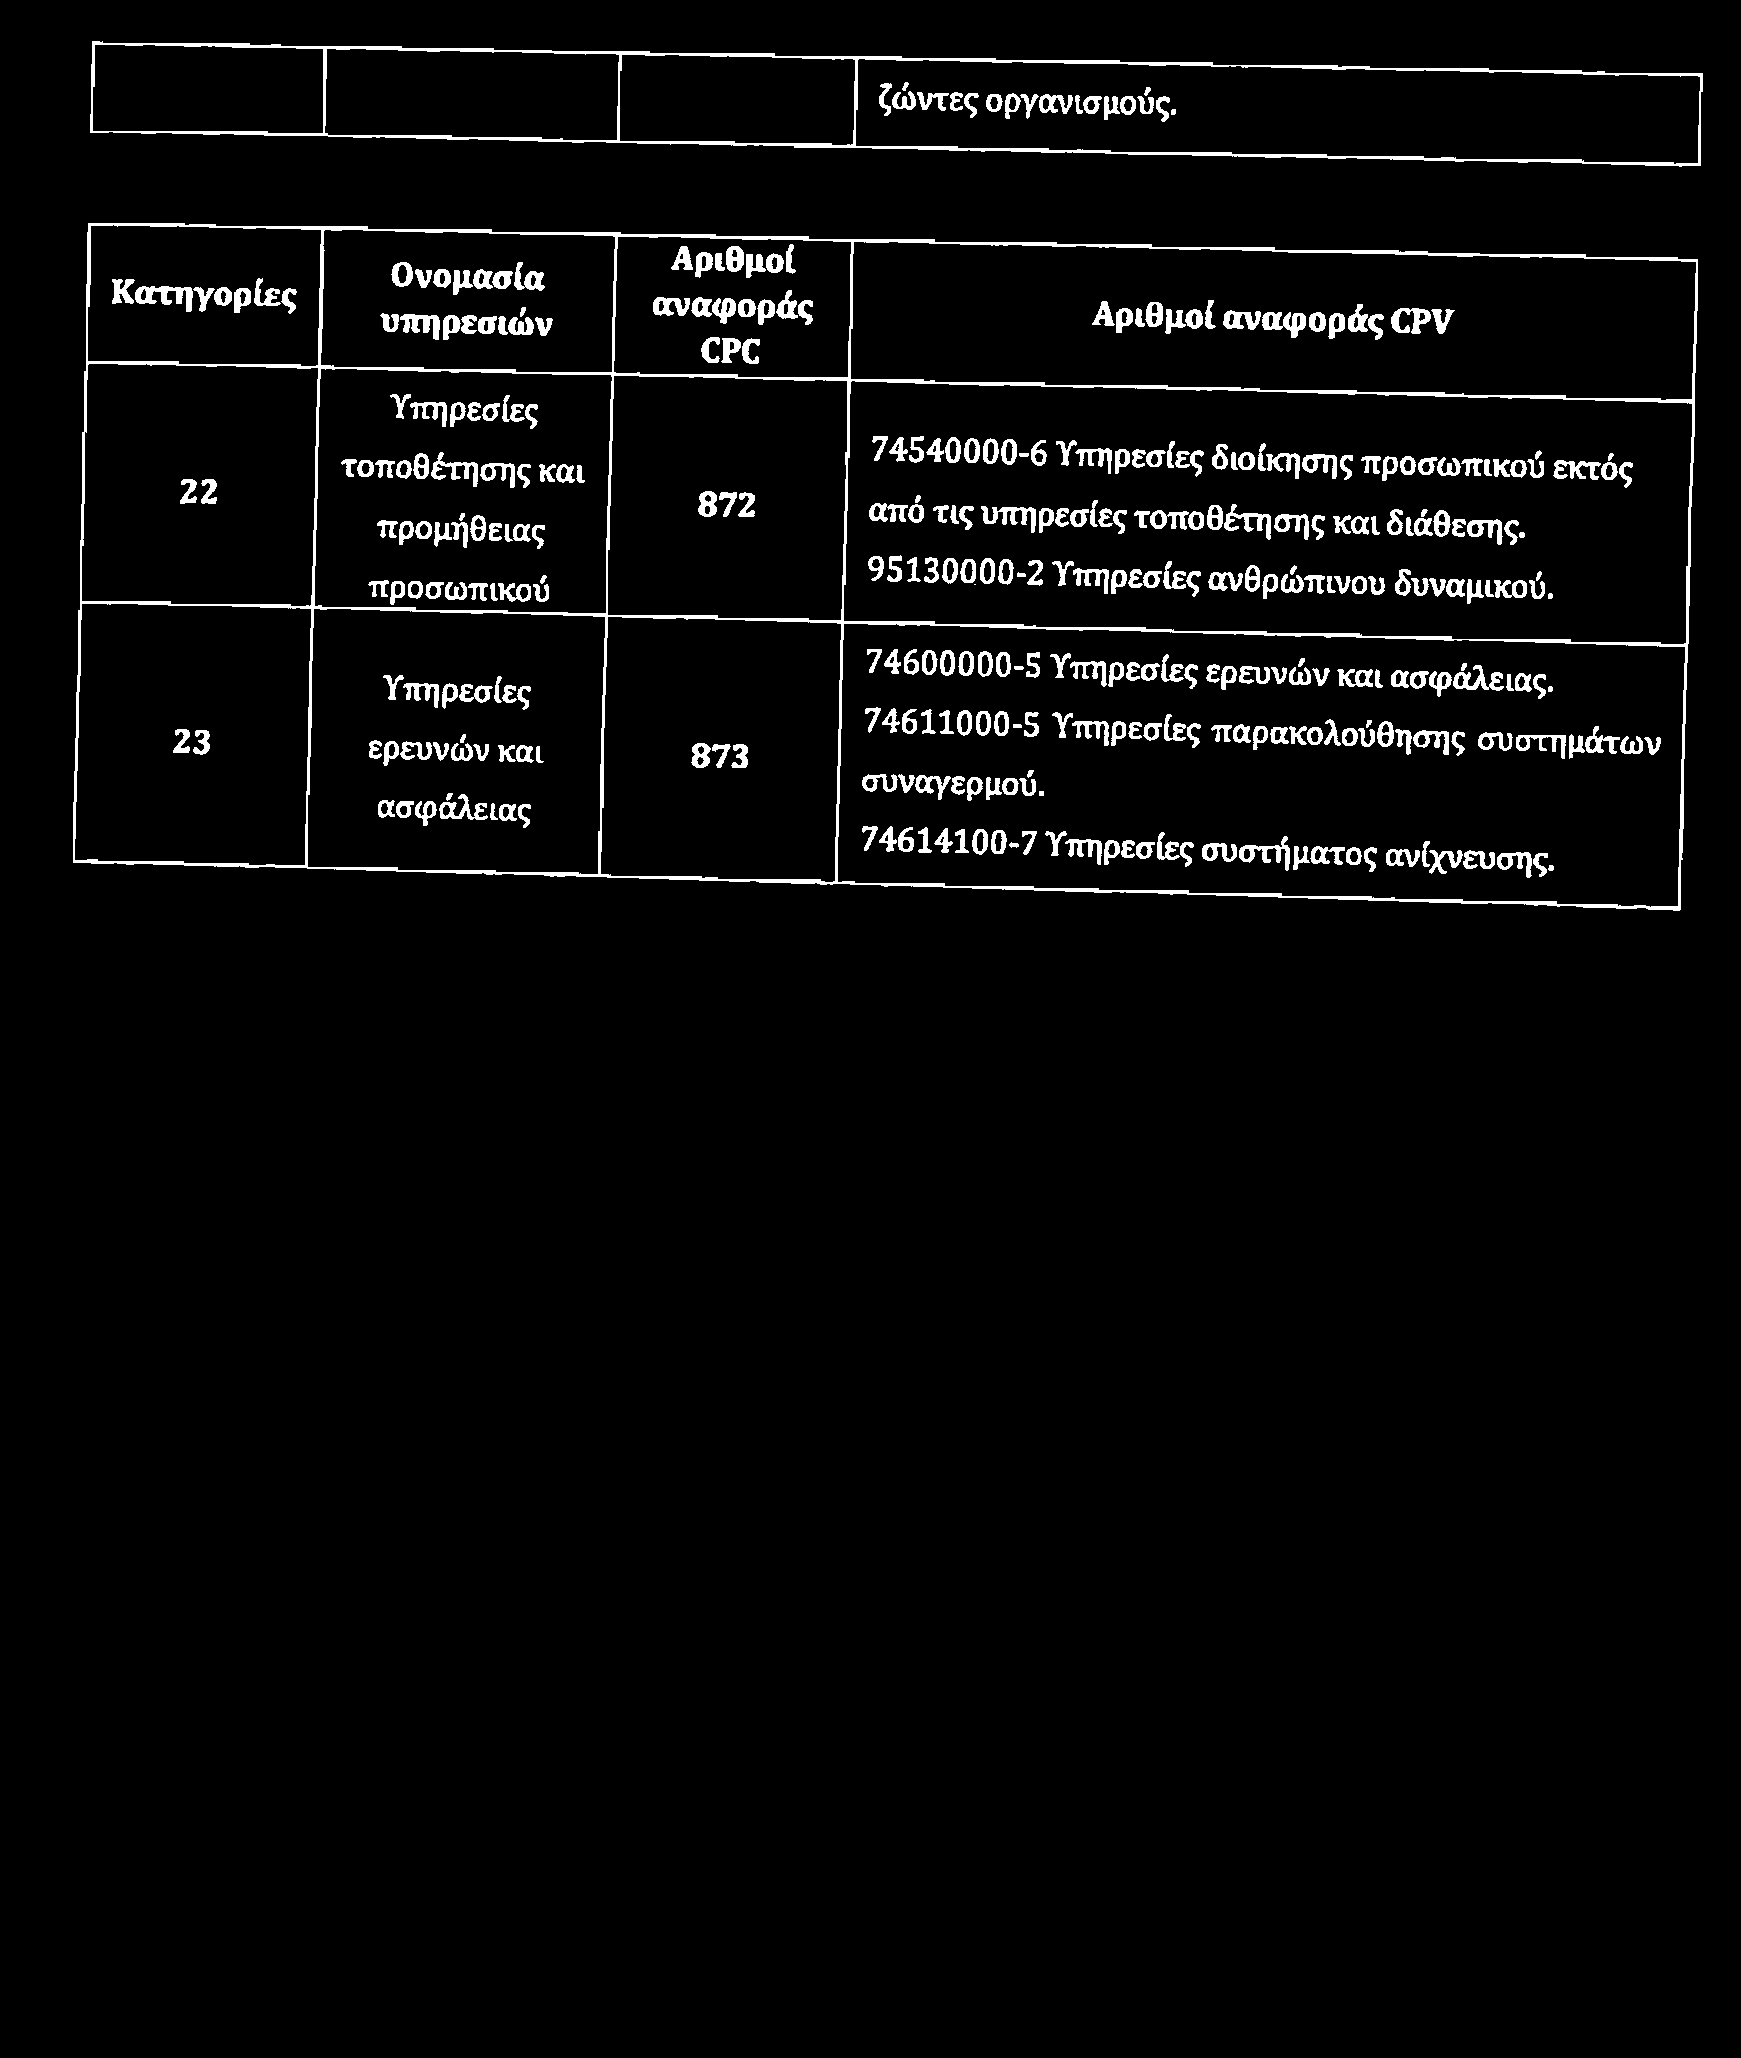 ζώντες οργανισμούς.
Κατηγορίες
Ονομασία
υπηρεσιών
Αριθμοί
αναφοράς
CPC
Αριθμοί αναφοράς CPV
22
Υπηρεσίες
τοποθέτησης και
προμήθειας
προσωπικού
872
74540000-6 Υπηρεσίες διοίκησης προσωπικού εκτός
από τις υπηρεσίες τοποθέτησης και διάθεσης.
95130000-2 Υπηρεσίες ανθρώπινου δυναμικού.
23
Υπηρεσίες
ερευνών και
ασφάλειας
873
74600000-5 Υπηρεσίες ερευνών και ασφάλειας.
74611000-5 Υπηρεσίες παρακολούθησης συστημάτων
συναγερμού.
74614100-7 Υπηρεσίες συστήματος ανίχνευσης.